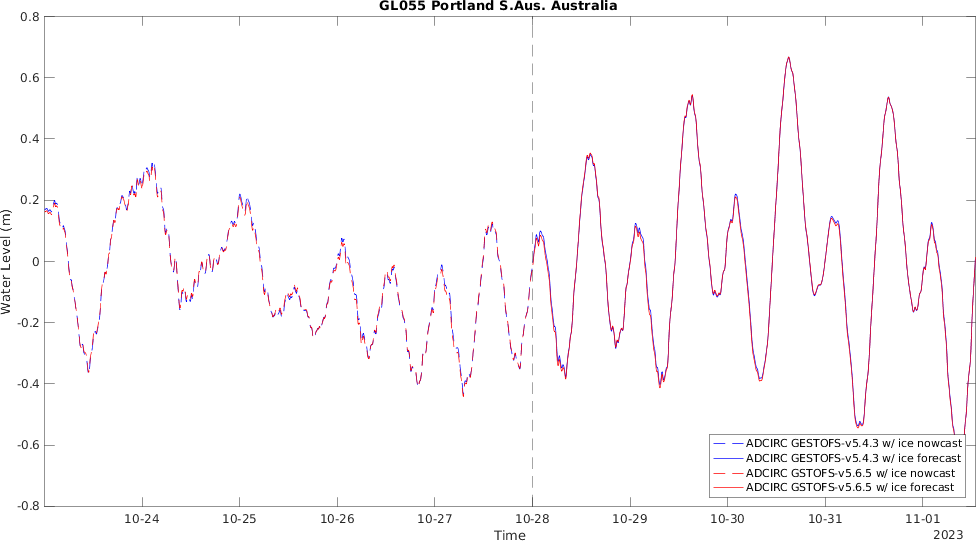 GL055 Portland S.Aus. Australia
0.8
0.6
0.4
0.2
0
-0.2
-0.4
-0.6
-0.8
Water Level (m)
10-24 10-25 10-26 10-27 10-28 10-29 10-30 10-31 11-01
Time
2023
ADCIRC GESTOFS-v5.4.3 w/ ice nowcast
ADCIRC GESTOFS-v5.4.3 w/ ice forecast
ADCIRC GSTOFS-v5.6.5 w/ ice nowcast
ADCIRC GSTOFS-v5.6.5 w/ ice forecast